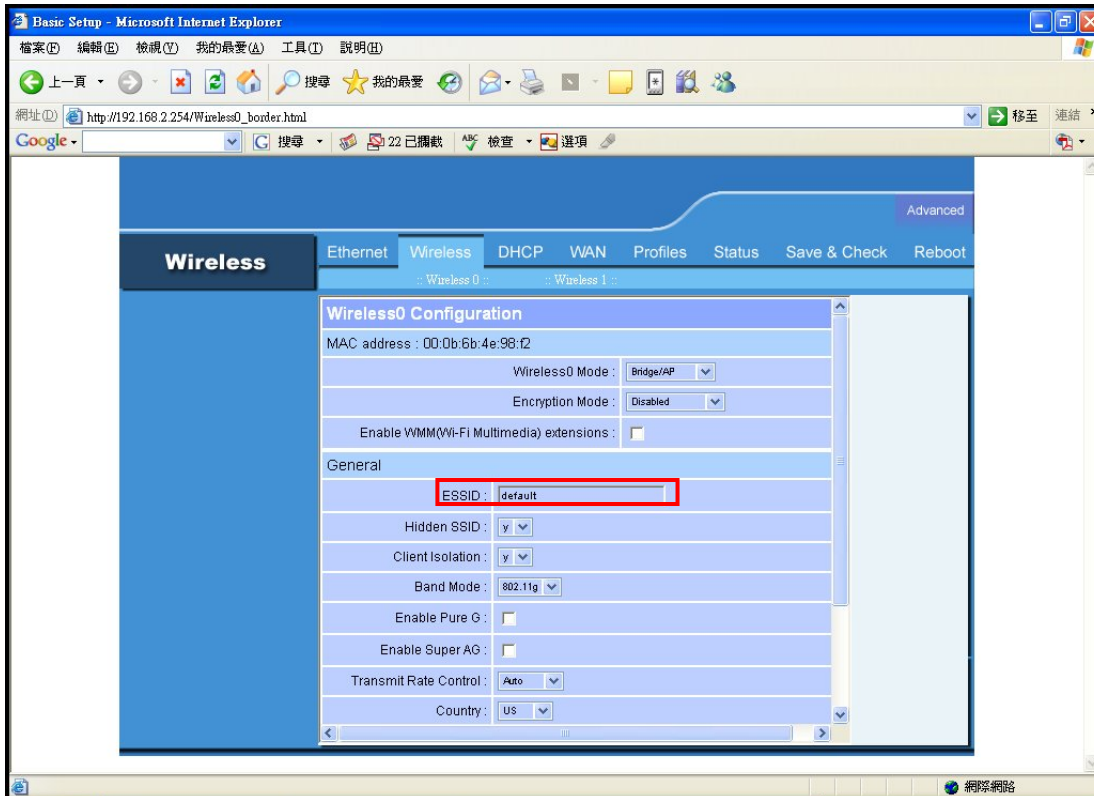 Basic Setup - Microsoft Internet Explorer
檔案(F) 編輯(E) 檢視(V) 我的最愛(A) 工具(T) 說明(H)
上一頁 搜尋 我的最愛
網址(D) http://192.168.2.254/Wireless0_border.html 移至 連結
Google 搜尋 22 已攔截 ABC 檢查 選項
Advanced
Wireless
Ethernet Wireless DHCP WAN Profiles Status Save & Check Reboot
:: Wireless 0 :: :: Wireless 1 ::
Wireless0 Configuration
MAC address : 00:0b:6b:4e:98:f2
Wireless0 Mode : Bridge/AP
Encryption Mode : Disabled
Enable WMM(Wi-Fi Multimedia) extensions :
General
ESSID : default
Hidden SSID : y
Client Isolation : y
Band Mode : 802.11g
Enable Pure G :
Enable Super AG :
Transmit Rate Control : Auto
Country : US
網際網路